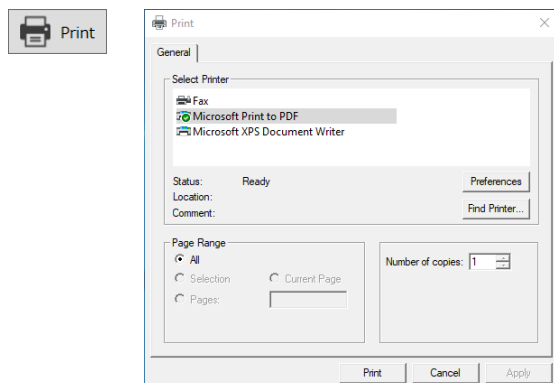 Print
Print
General
Select Printer
Fax
Microsoft Print to PDF
Microsoft XPS Document Writer
Status: Ready
Preferences
Location:
Comment:
Find Printer...
Page Range
All
Selection
Current Page
Pages:
Number of copies: 1
Print
Cancel
Apply